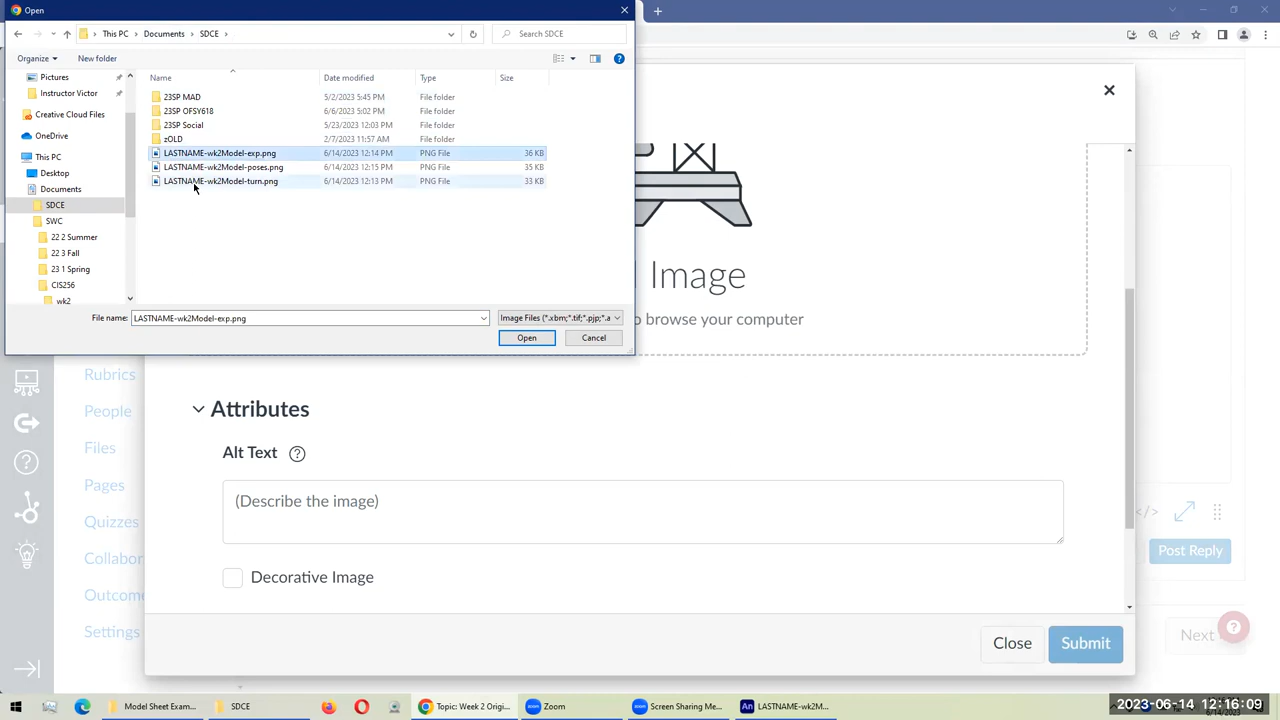 Open
This PC > Documents > SDCE >
Search SDCE
Organize
New folder
Name
Date modified
Type
Size
Pictures
Instructor Victor
Creative Cloud Files
OneDrive
This PC
Desktop
Documents
SDCE
SWC
22 2 Summer
22 3 Fall
23 1 Spring
CIS256
wk2
23SP MAD 5/2/2023 5:45 PM File folder
23SP OFSY618 6/6/2023 5:02 PM File folder
23SP Social 5/23/2023 12:03 PM File folder
zOLD 2/7/2023 11:57 AM File folder
LASTNAME-wk2Model-exp.png 6/14/2023 12:14 PM PNG File 36 KB
LASTNAME-wk2Model-poses.png 6/14/2023 12:15 PM PNG File 35 KB
LASTNAME-wk2Model-turn.png 6/14/2023 12:13 PM PNG File 33 KB
File name: LASTNAME-wk2Model-exp.png
Image Files (*.xbm;*.tif;*.pjp;*.a
Open
Cancel
Image
o browse your computer
Rubrics
People
Files
Pages
Quizzes
Collabor
Outcome
Settings
Attributes
Alt Text
(Describe the image)
Decorative Image
</>
Post Reply
Next
Close
Submit
Model Sheet Exam...
SDCE
Topic: Week 2 Origi...
Zoom
Screen Sharing Me...
An LASTNAME-wk2M...
2023-06-14 12:16:09